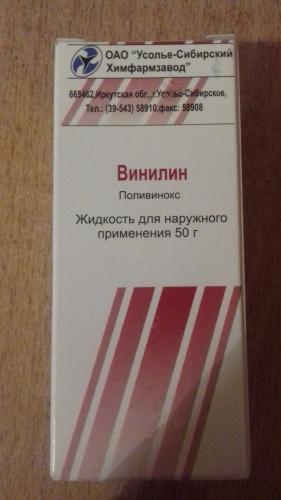 ОАО "Усолье-Сибирский
Химфармзавод"
665462,Иркутская обл.,г.Усолье-Сибирское,
Тел.: (39-543) 58910,факс: 58908
Винилин
Поливинокс
Жидкость для наружного
применения 50 г